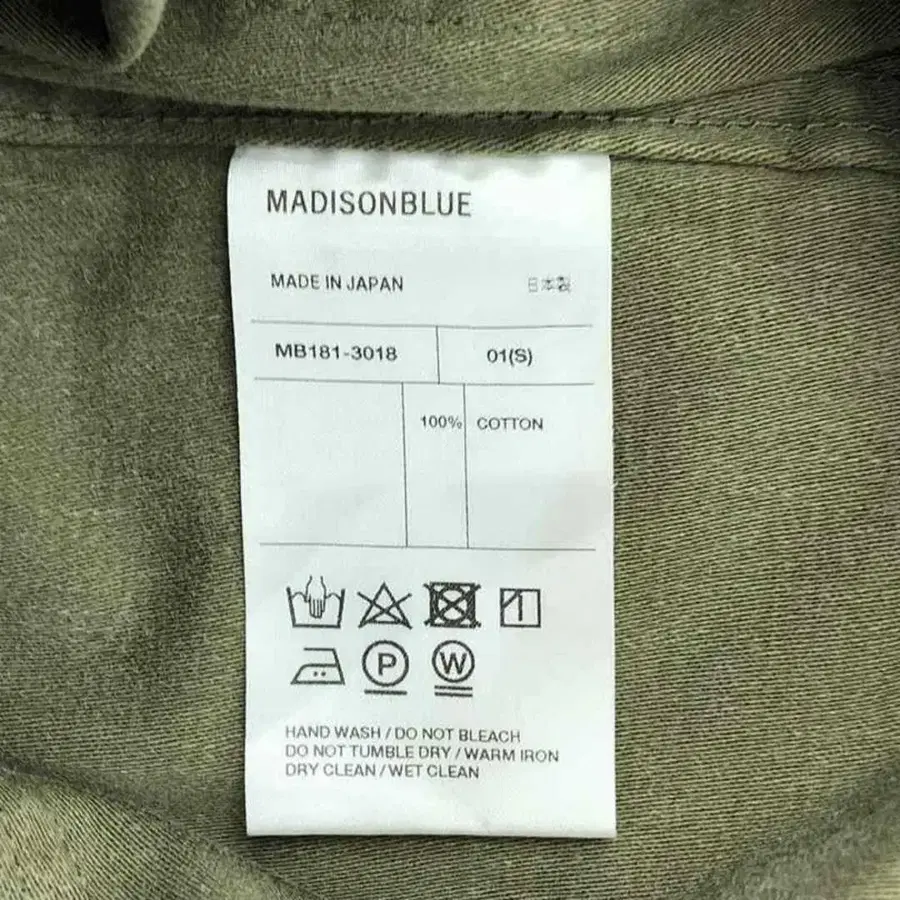 MADISONBLUE
MADE IN JAPAN 日本製
MB181-3018 01(S)
100% COTTON
P W
HAND WASH / DO NOT BLEACH
DO NOT TUMBLE DRY / WARM IRON
DRY CLEAN / WET CLEAN